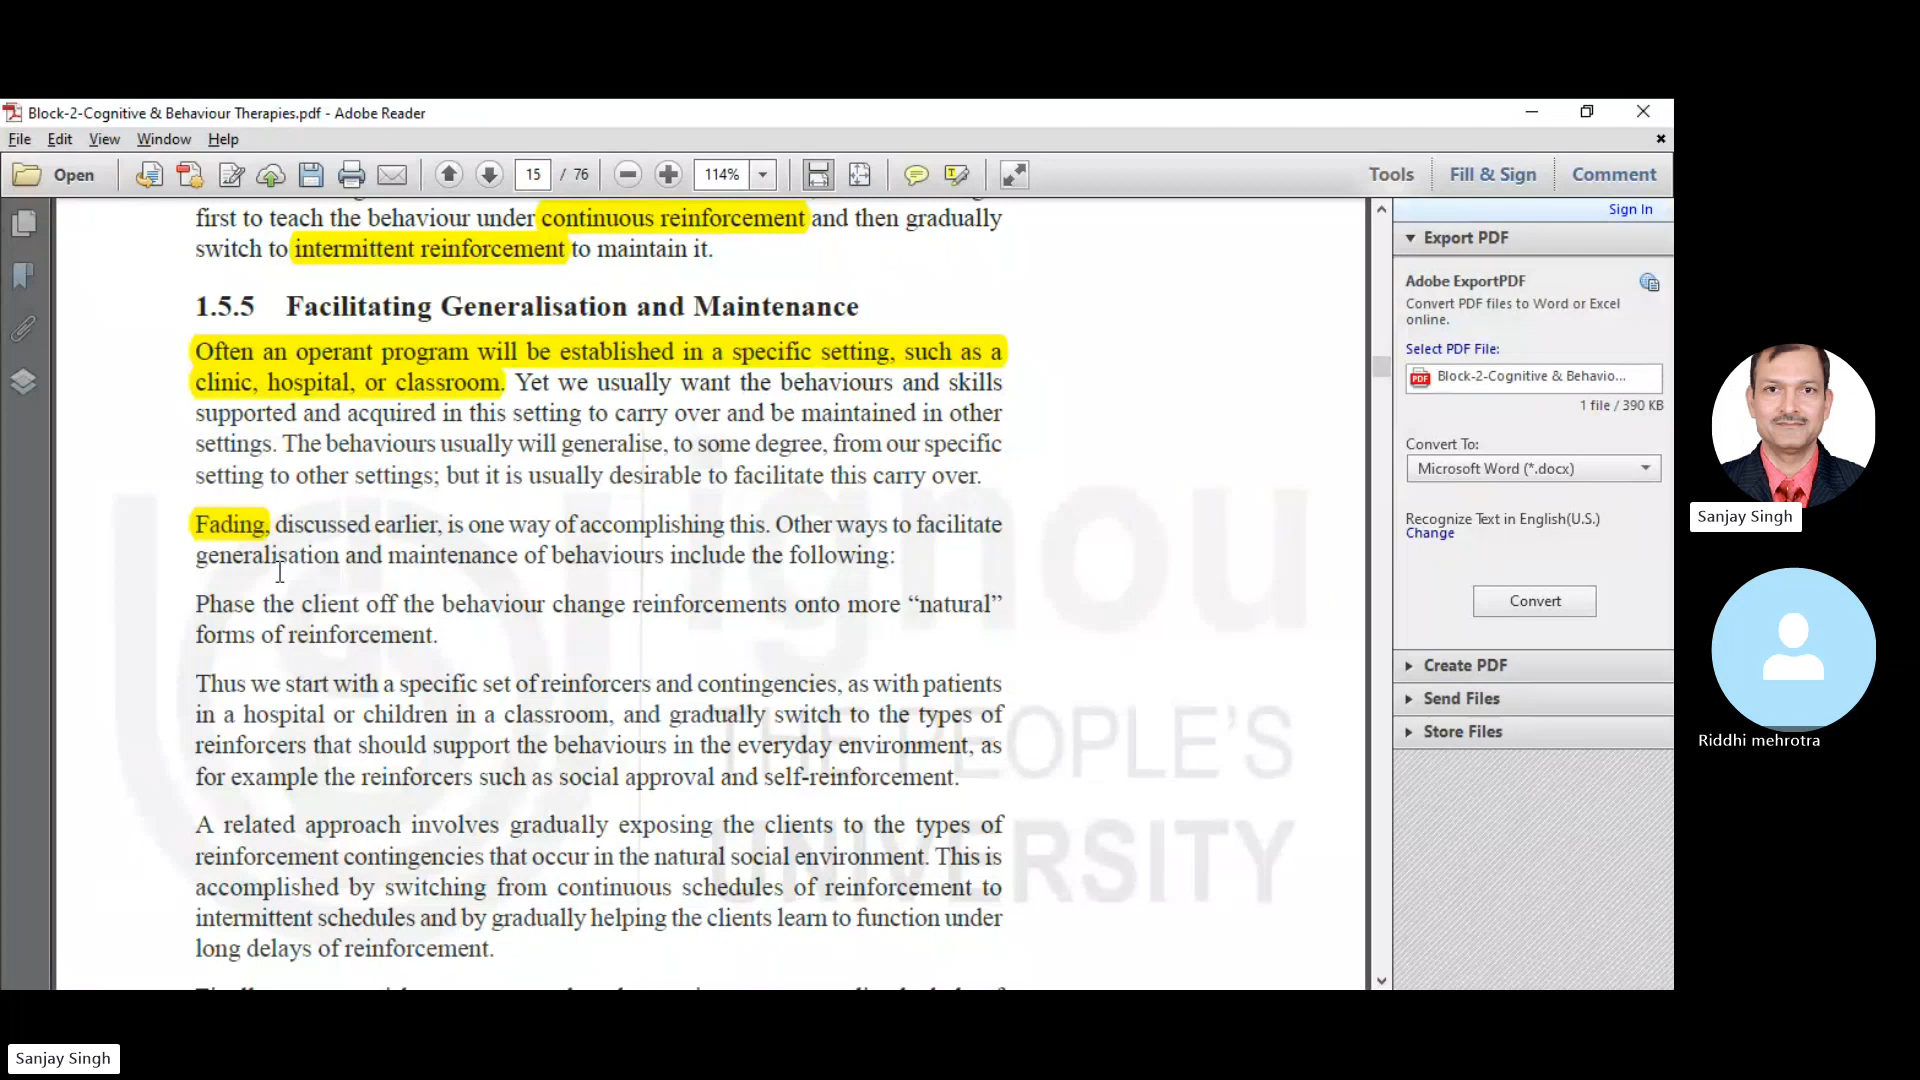 Block-2-Cognitive & Behaviour Therapies.pdf - Adobe Reader
File Edit View Window Help
Open 15 / 76 114% Tools Fill & Sign Comment
first to teach the behaviour under continuous reinforcement and then gradually
switch to intermittent reinforcement to maintain it.
1.5.5 Facilitating Generalisation and Maintenance
Often an operant program will be established in a specific setting, such as a
clinic, hospital, or classroom. Yet we usually want the behaviours and skills
supported and acquired in this setting to carry over and be maintained in other
settings. The behaviours usually will generalise, to some degree, from our specific
setting to other settings; but it is usually desirable to facilitate this carry over.
Fading, discussed earlier, is one way of accomplishing this. Other ways to facilitate
generalisation and maintenance of behaviours include the following:
Phase the client off the behaviour change reinforcements onto more “natural”
forms of reinforcement.
Thus we start with a specific set of reinforcers and contingencies, as with patients
in a hospital or children in a classroom, and gradually switch to the types of
reinforcers that should support the behaviours in the everyday environment, as
for example the reinforcers such as social approval and self-reinforcement.
A related approach involves gradually exposing the clients to the types of
reinforcement contingencies that occur in the natural social environment. This is
accomplished by switching from continuous schedules of reinforcement to
intermittent schedules and by gradually helping the clients learn to function under
long delays of reinforcement.
ignou
THE PEOPLE'S
UNIVERSITY
Sign In
Export PDF
Adobe ExportPDF
Convert PDF files to Word or Excel
online.
Select PDF File:
PDF Block-2-Cognitive & Behavio...
1 file / 390 KB
Convert To:
Microsoft Word (*.docx)
Recognize Text in English(U.S.)
Change
Convert
Create PDF
Send Files
Store Files
Sanjay Singh
Riddhi mehrotra
Sanjay Singh